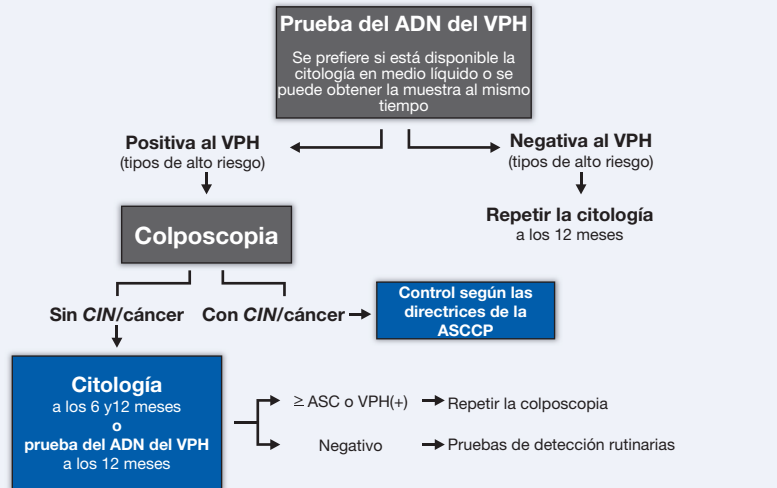 Prueba del ADN del VPH
Se prefiere si está disponible la
citología en medio líquido o se
puede obtener la muestra al mismo
tiempo
Positiva al VPH
(tipos de alto riesgo)
Negativa al VPH
(tipos de alto riesgo)
Colposcopia
Repetir la citología
a los 12 meses
Sin CIN/cáncer
Con CIN/cáncer
Control según las
directrices de la
ASCCP
Citología
a los 6 y12 meses
o
prueba del ADN del VPH
a los 12 meses
≥ ASC o VPH(+)
Repetir la colposcopia
Negativo
Pruebas de detección rutinarias